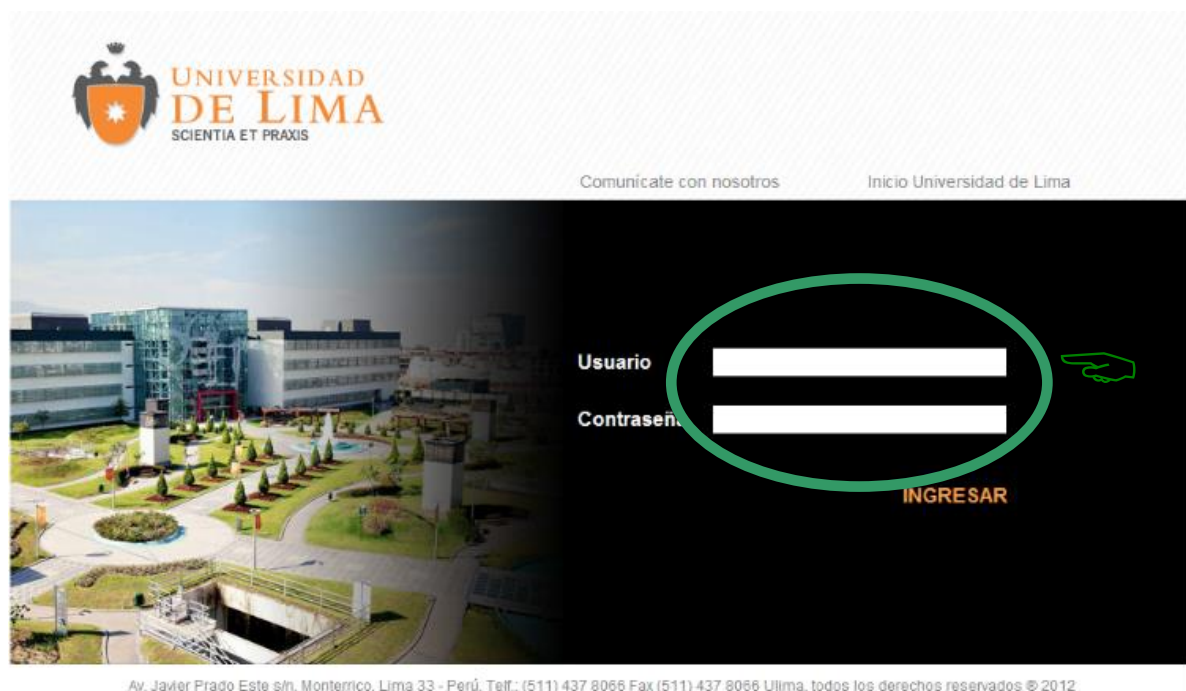 UNIVERSIDAD
DE LIMA
SCIENTIA ET PRAXIS
Comunícate con nosotros Inicio Universidad de Lima
Usuario
Contraseña
INGRESAR
Av. Javier Prado Este s/n. Monterrico, Lima 33 - Perú. Telf.: (511) 437 8066 Fax (511) 437 8066 Ulima, todos los derechos reservados ® 2012